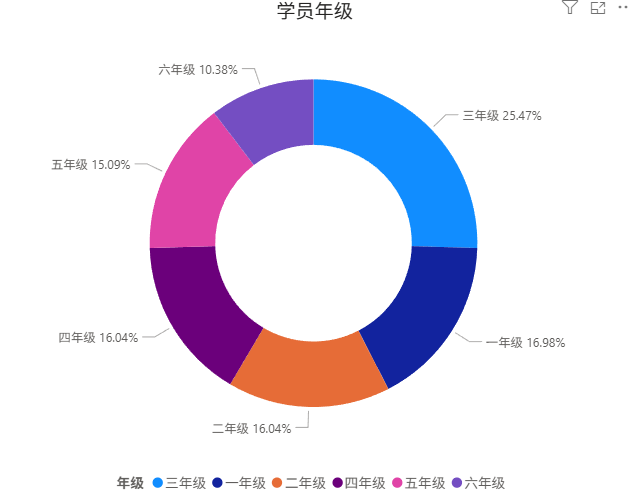 学员年级
六年级 10.38%
三年级 25.47%
五年级 15.09%
四年级 16.04%
一年级 16.98%
二年级 16.04%
年级 三年级 一年级 二年级 四年级 五年级 六年级